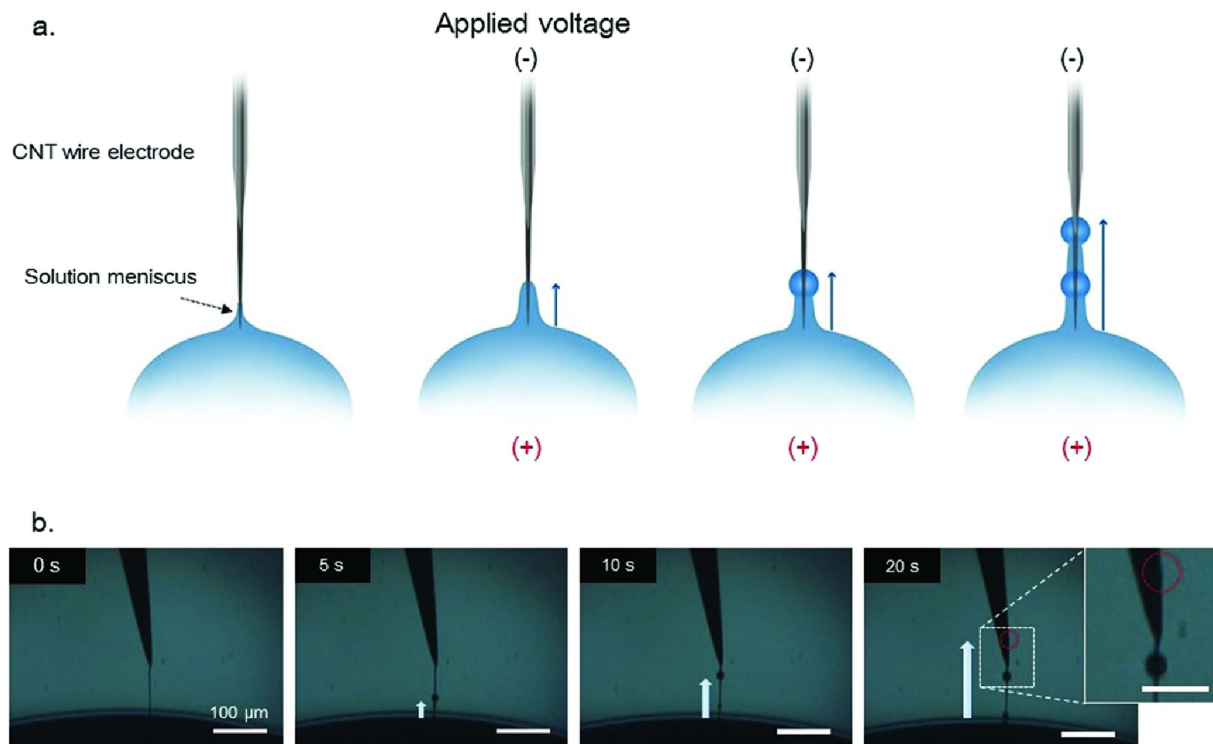 a.
Applied voltage
(-)
(-)
(-)
CNT wire electrode
Solution meniscus
(+)
(+)
(+)
b.
0 s
5 s
10 s
20 s
100 μm